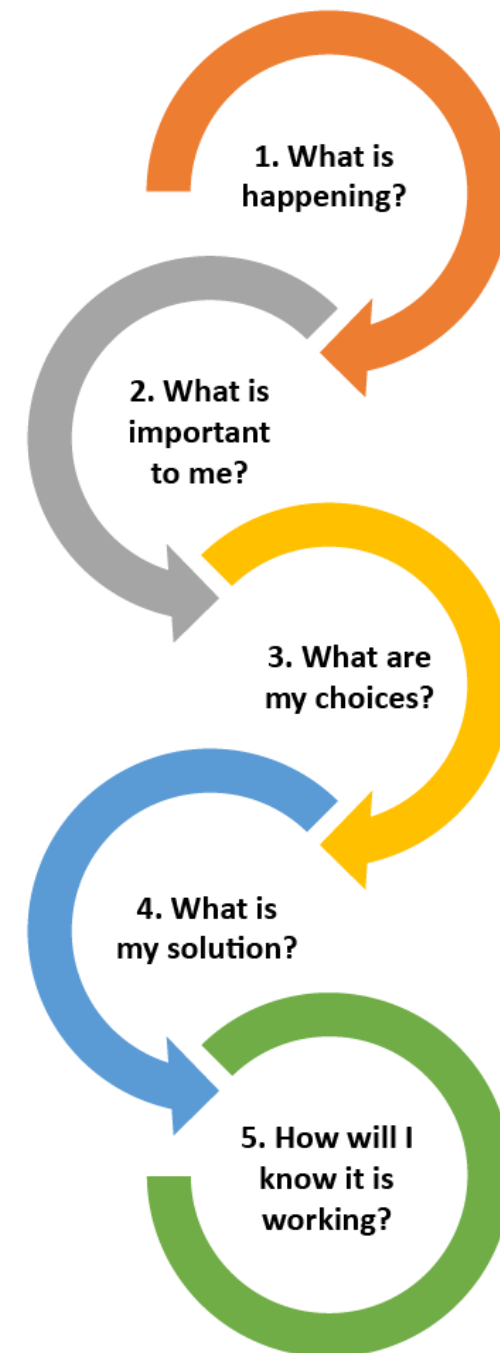 1. What is
happening?
2. What is
important
to me?
3. What are
my choices?
4. What is
my solution?
5. How will I
know it is
working?